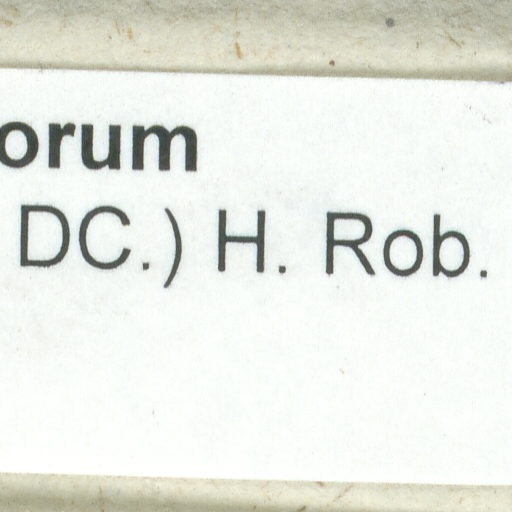 orum
DC.) H. Rob.